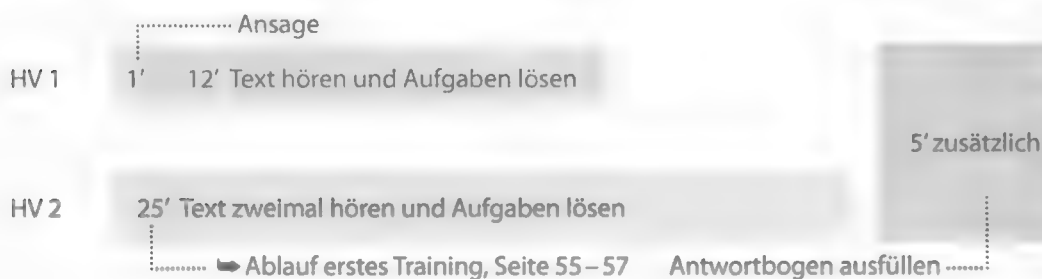 Ansage
HV 1 1' 12' Text hören und Aufgaben lösen
5' zusätzlich
HV 2 25' Text zweimal hören und Aufgaben lösen
➥ Ablauf erstes Training, Seite 55–57 Antwortbogen ausfüllen